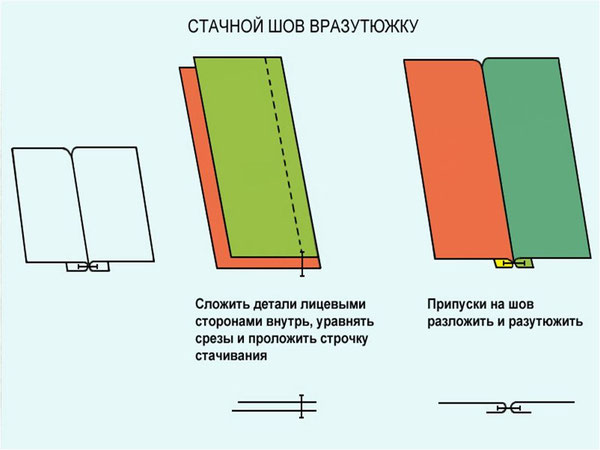 СТАЧНОЙ ШОВ ВРАЗУТЮЖКУ
Сложить детали лицевыми
сторонами внутрь, уравнять
срезы и проложить строчку
стачивания
Припуски на шов
разложить и разутюжить